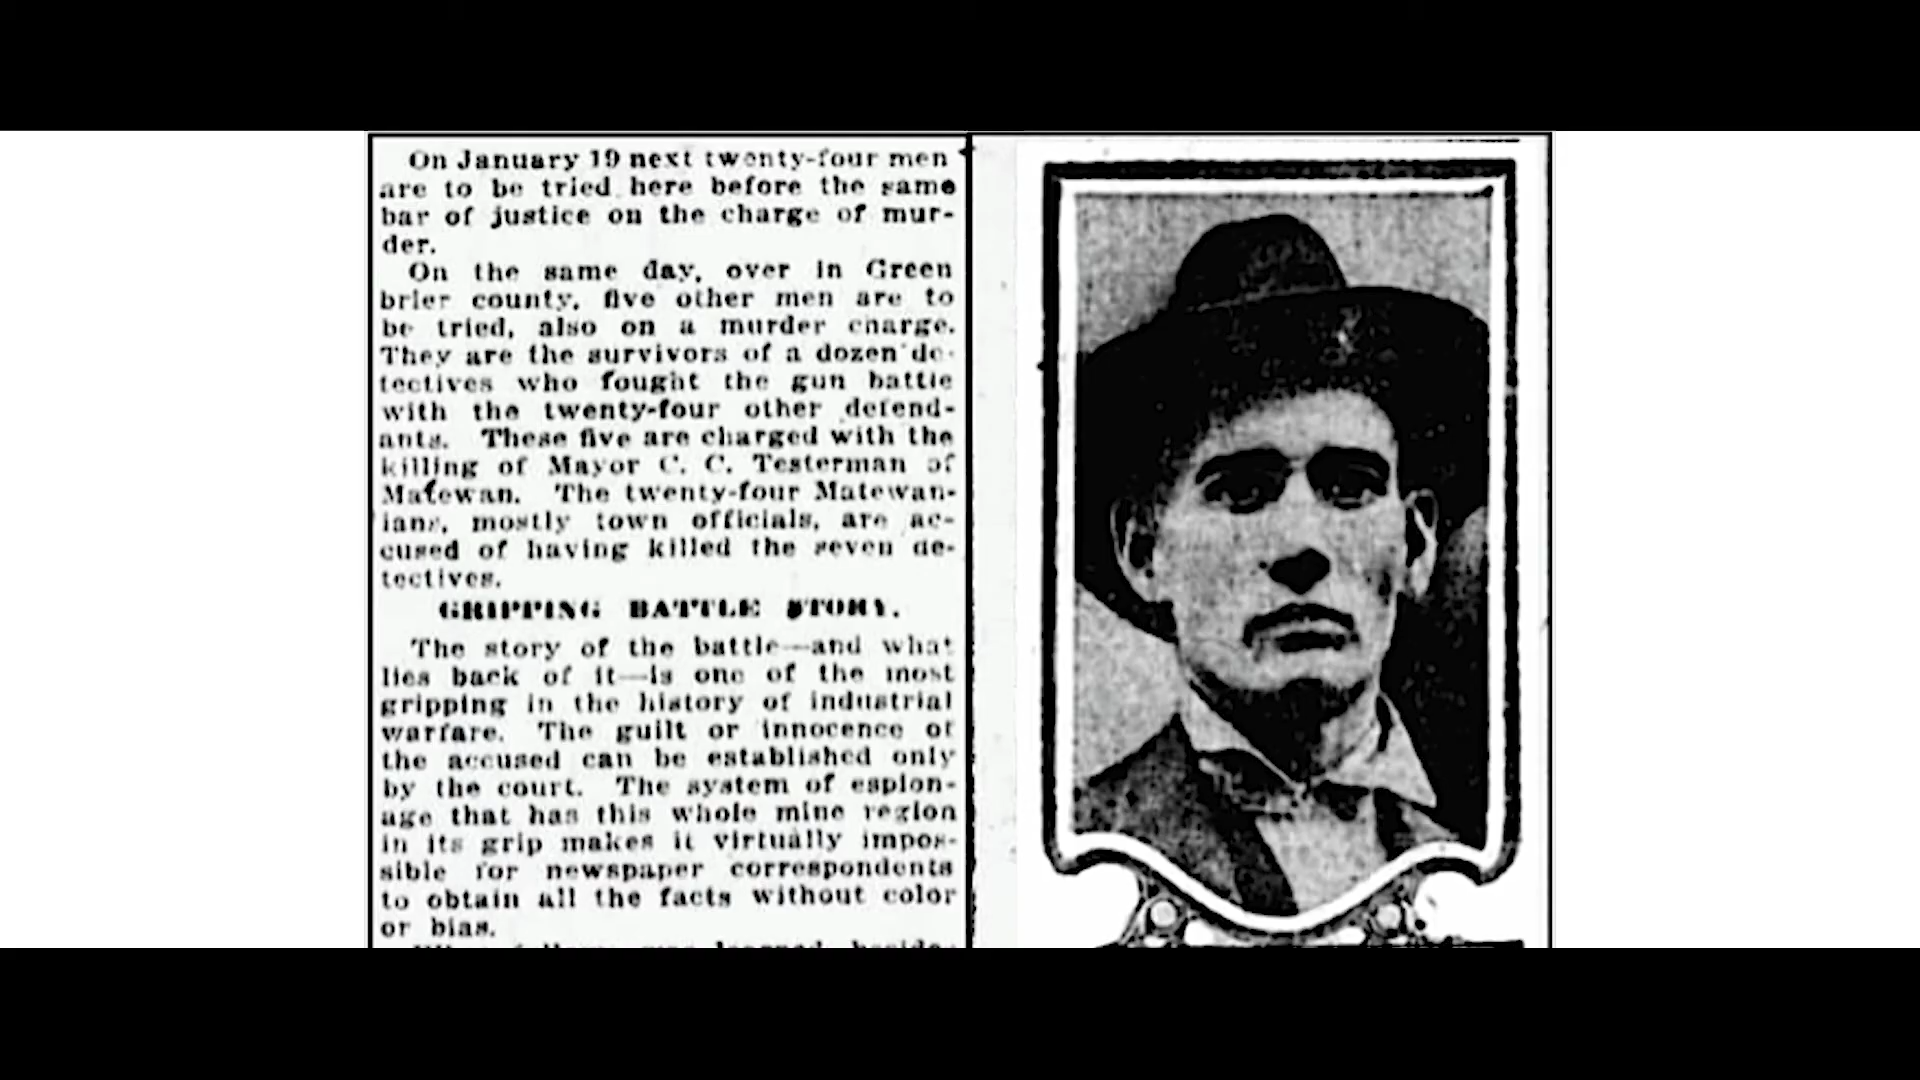 On January 19 next twenty-four men
are to be tried here before the same
bar of justice on the charge of mur-
der.
On the same day, over in Green
brier county, five other men are to
be tried, also on a murder charge.
They are the survivors of a dozen de-
tectives who fought the gun battle
with the twenty-four other defend-
ants. These five are charged with the
killing of Mayor C. C. Testerman of
Matewan. The twenty-four Matewan-
ians, mostly town officials, are ac-
cused of having killed the seven de-
tectives.
GRIPPING BATTLE STORY.
The story of the battle—and what
lies back of it—is one of the most
gripping in the history of industrial
warfare. The guilt or innocence of
the accused can be established only
by the court. The system of espion-
age that has this whole mine region
in its grip makes it virtually impos-
sible for newspaper correspondents
to obtain all the facts without color
or bias.